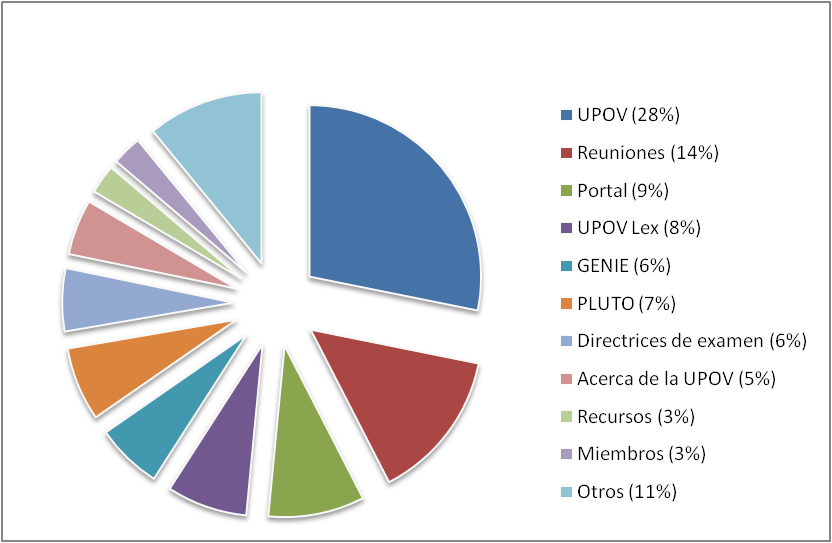 UPOV (28%)
Reuniones (14%)
Portal (9%)
UPOV Lex (8%)
GENIE (6%)
PLUTO (7%)
Directrices de examen (6%)
Acerca de la UPOV (5%)
Recursos (3%)
Miembros (3%)
Otros (11%)